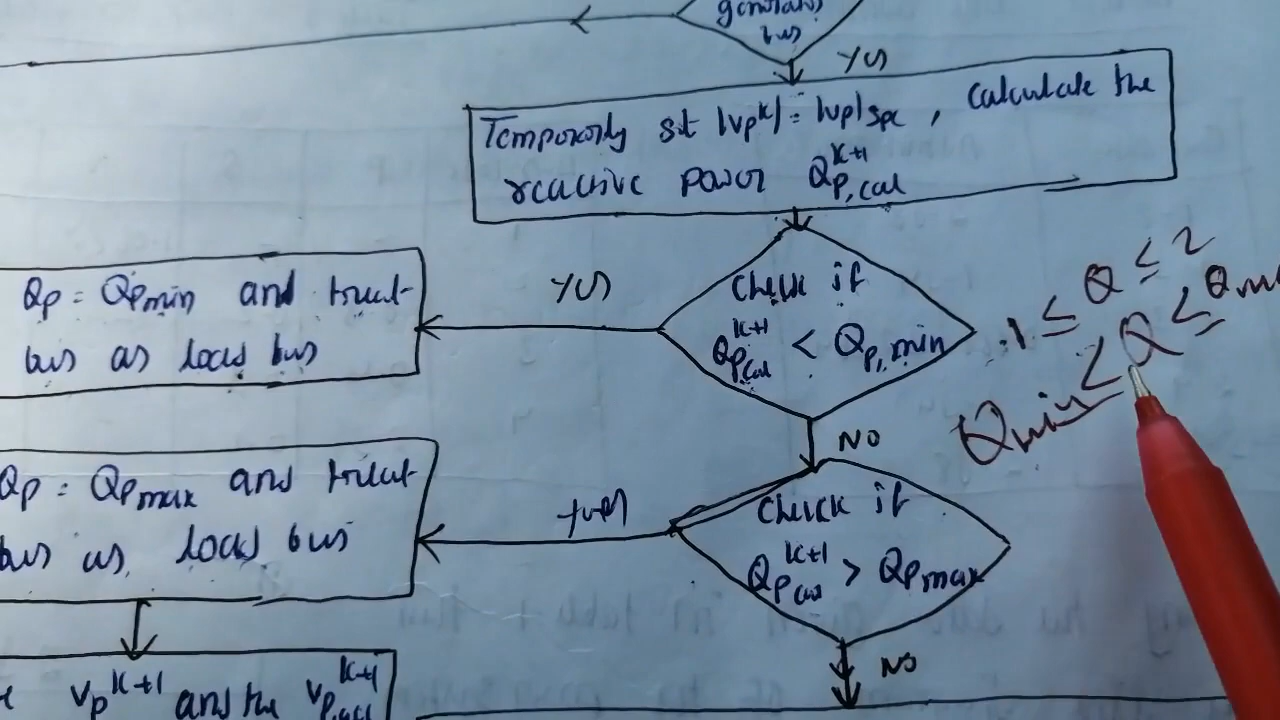 generator
bus
Yes
Temporarily set |Vp^k| = |Vp|spe , calculate the
reactive power Q^k+1 p,cal
Check if
Q^k+1 p,cal < Qp,min
Yes
Qp = Qpmin and treat
bus as load bus
1 ≤ Q ≤ 2
Qmin ≤ Q ≤ Qm
NO
Check if
Q^k+1 pcal > Qpmax
Yes
Qp = Qpmax and treat
bus as load bus
NO
Vp^k+1 and the Vp^k+1